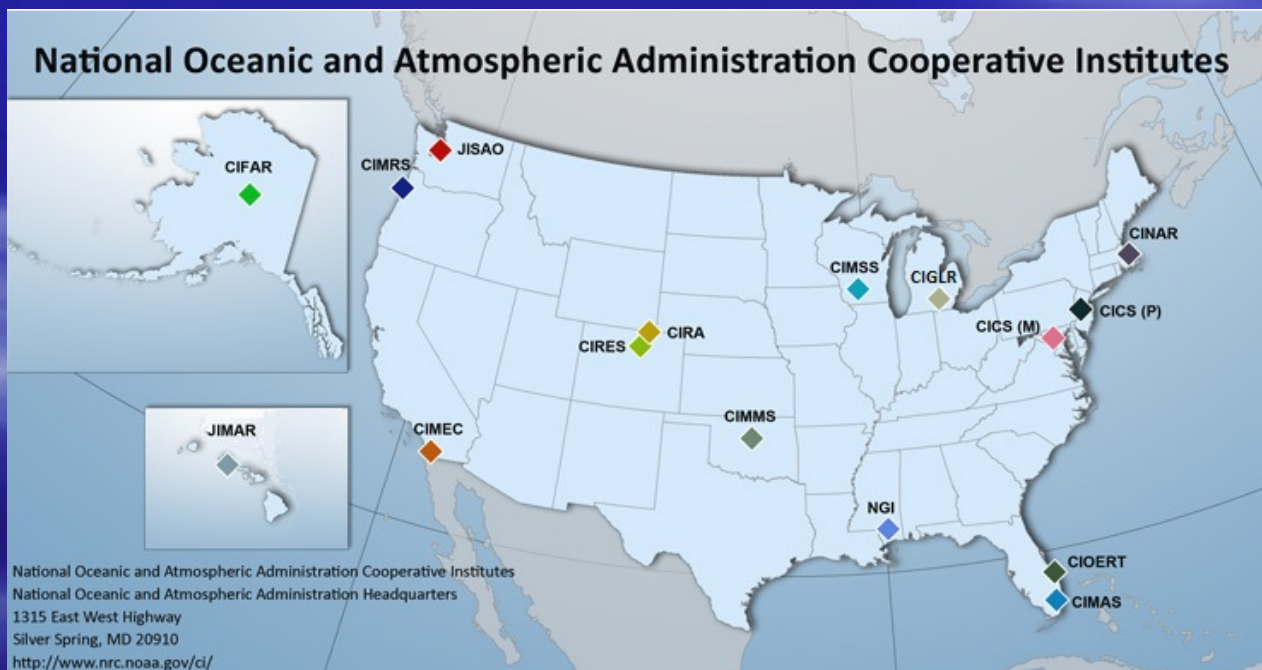 National Oceanic and Atmospheric Administration Cooperative Institutes
CIFAR
JISAO
CIMRS
CINAR
CIMSS
CIGLR
CICS (P)
CICS (M)
CIRA
CIRES
CIMMS
CIMEC
JIMAR
NGI
CIOERT
CIMAS
National Oceanic and Atmospheric Administration Cooperative Institutes
National Oceanic and Atmospheric Administration Headquarters
1315 East West Highway
Silver Spring, MD 20910
http://www.nrc.noaa.gov/ci/